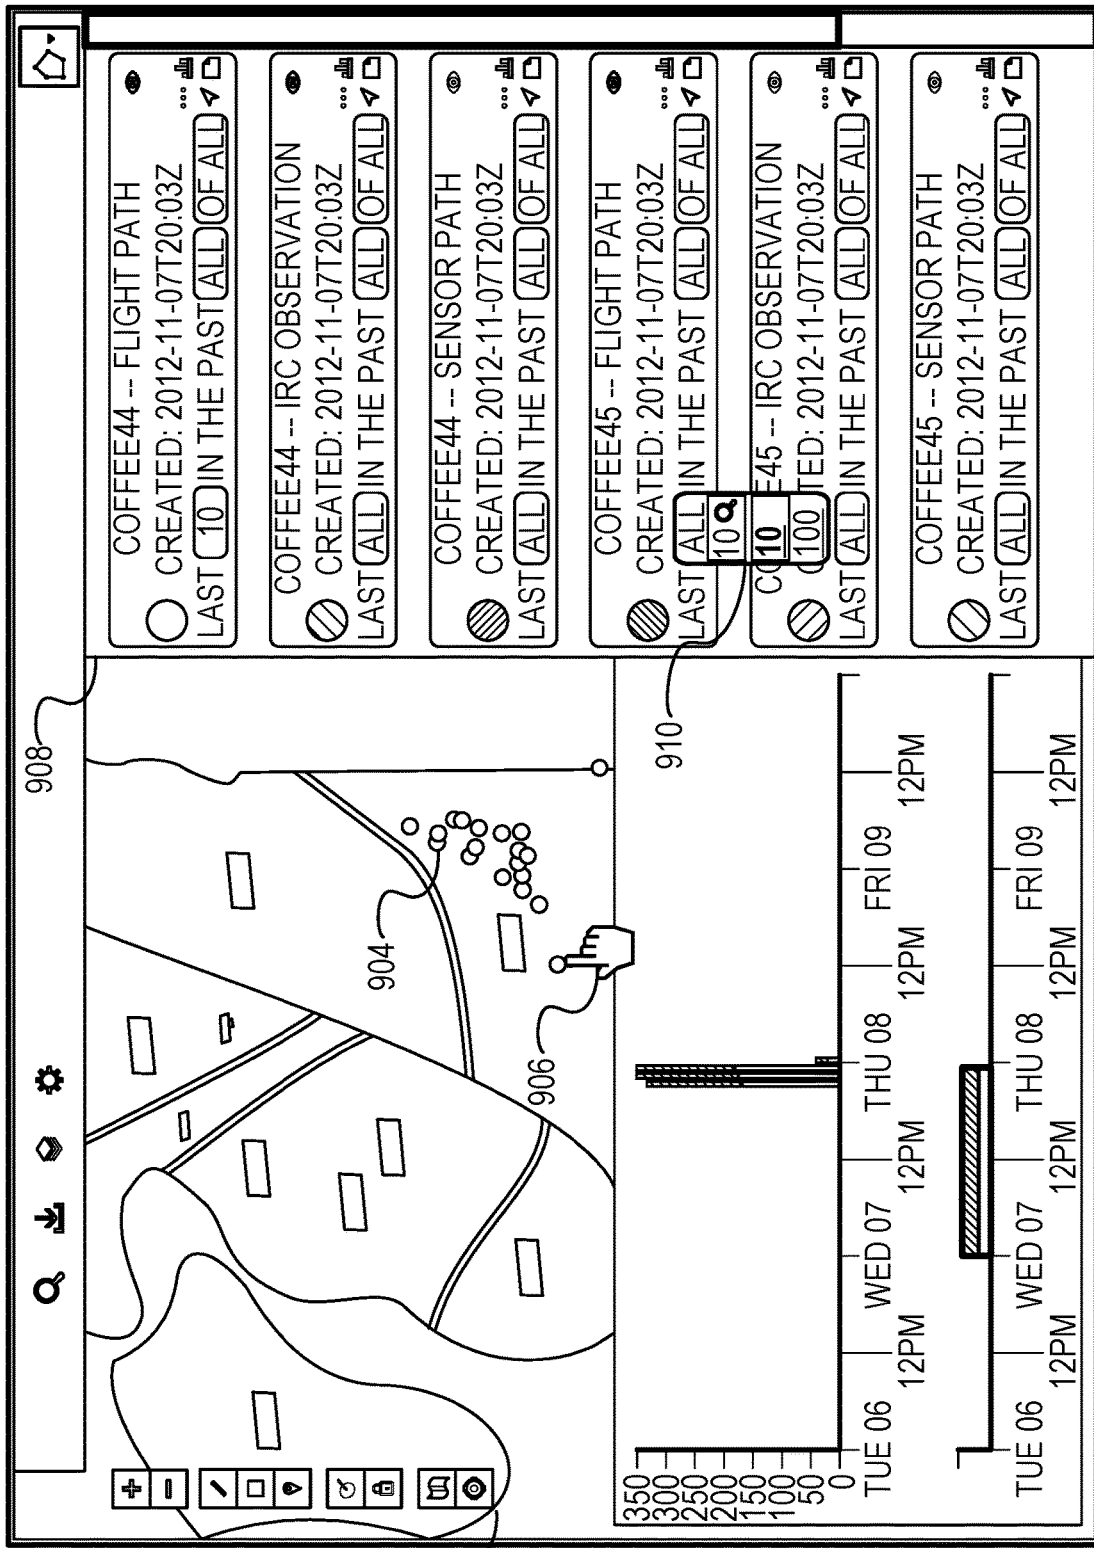 908
904
906
910
COFFEE44 -- FLIGHT PATH
CREATED: 2012-11-07T20:03Z
LAST 10 IN THE PAST ALL OF ALL
COFFEE44 -- IRC OBSERVATION
CREATED: 2012-11-07T20:03Z
LAST ALL IN THE PAST ALL OF ALL
COFFEE44 -- SENSOR PATH
CREATED: 2012-11-07T20:03Z
LAST ALL IN THE PAST ALL OF ALL
COFFEE45 -- FLIGHT PATH
CREATED: 2012-11-07T20:03Z
LAST ALL IN THE PAST ALL OF ALL
10
10
100
E45 -- IRC OBSERVATION
TED: 2012-11-07T20:03Z
LAST ALL IN THE PAST ALL OF ALL
COFFEE45 -- SENSOR PATH
CREATED: 2012-11-07T20:03Z
LAST ALL IN THE PAST ALL OF ALL
350
300
250
200
150
100
50
0
TUE 06 12PM WED 07 12PM THU 08 12PM FRI 09 12PM
TUE 06 12PM WED 07 12PM THU 08 12PM FRI 09 12PM